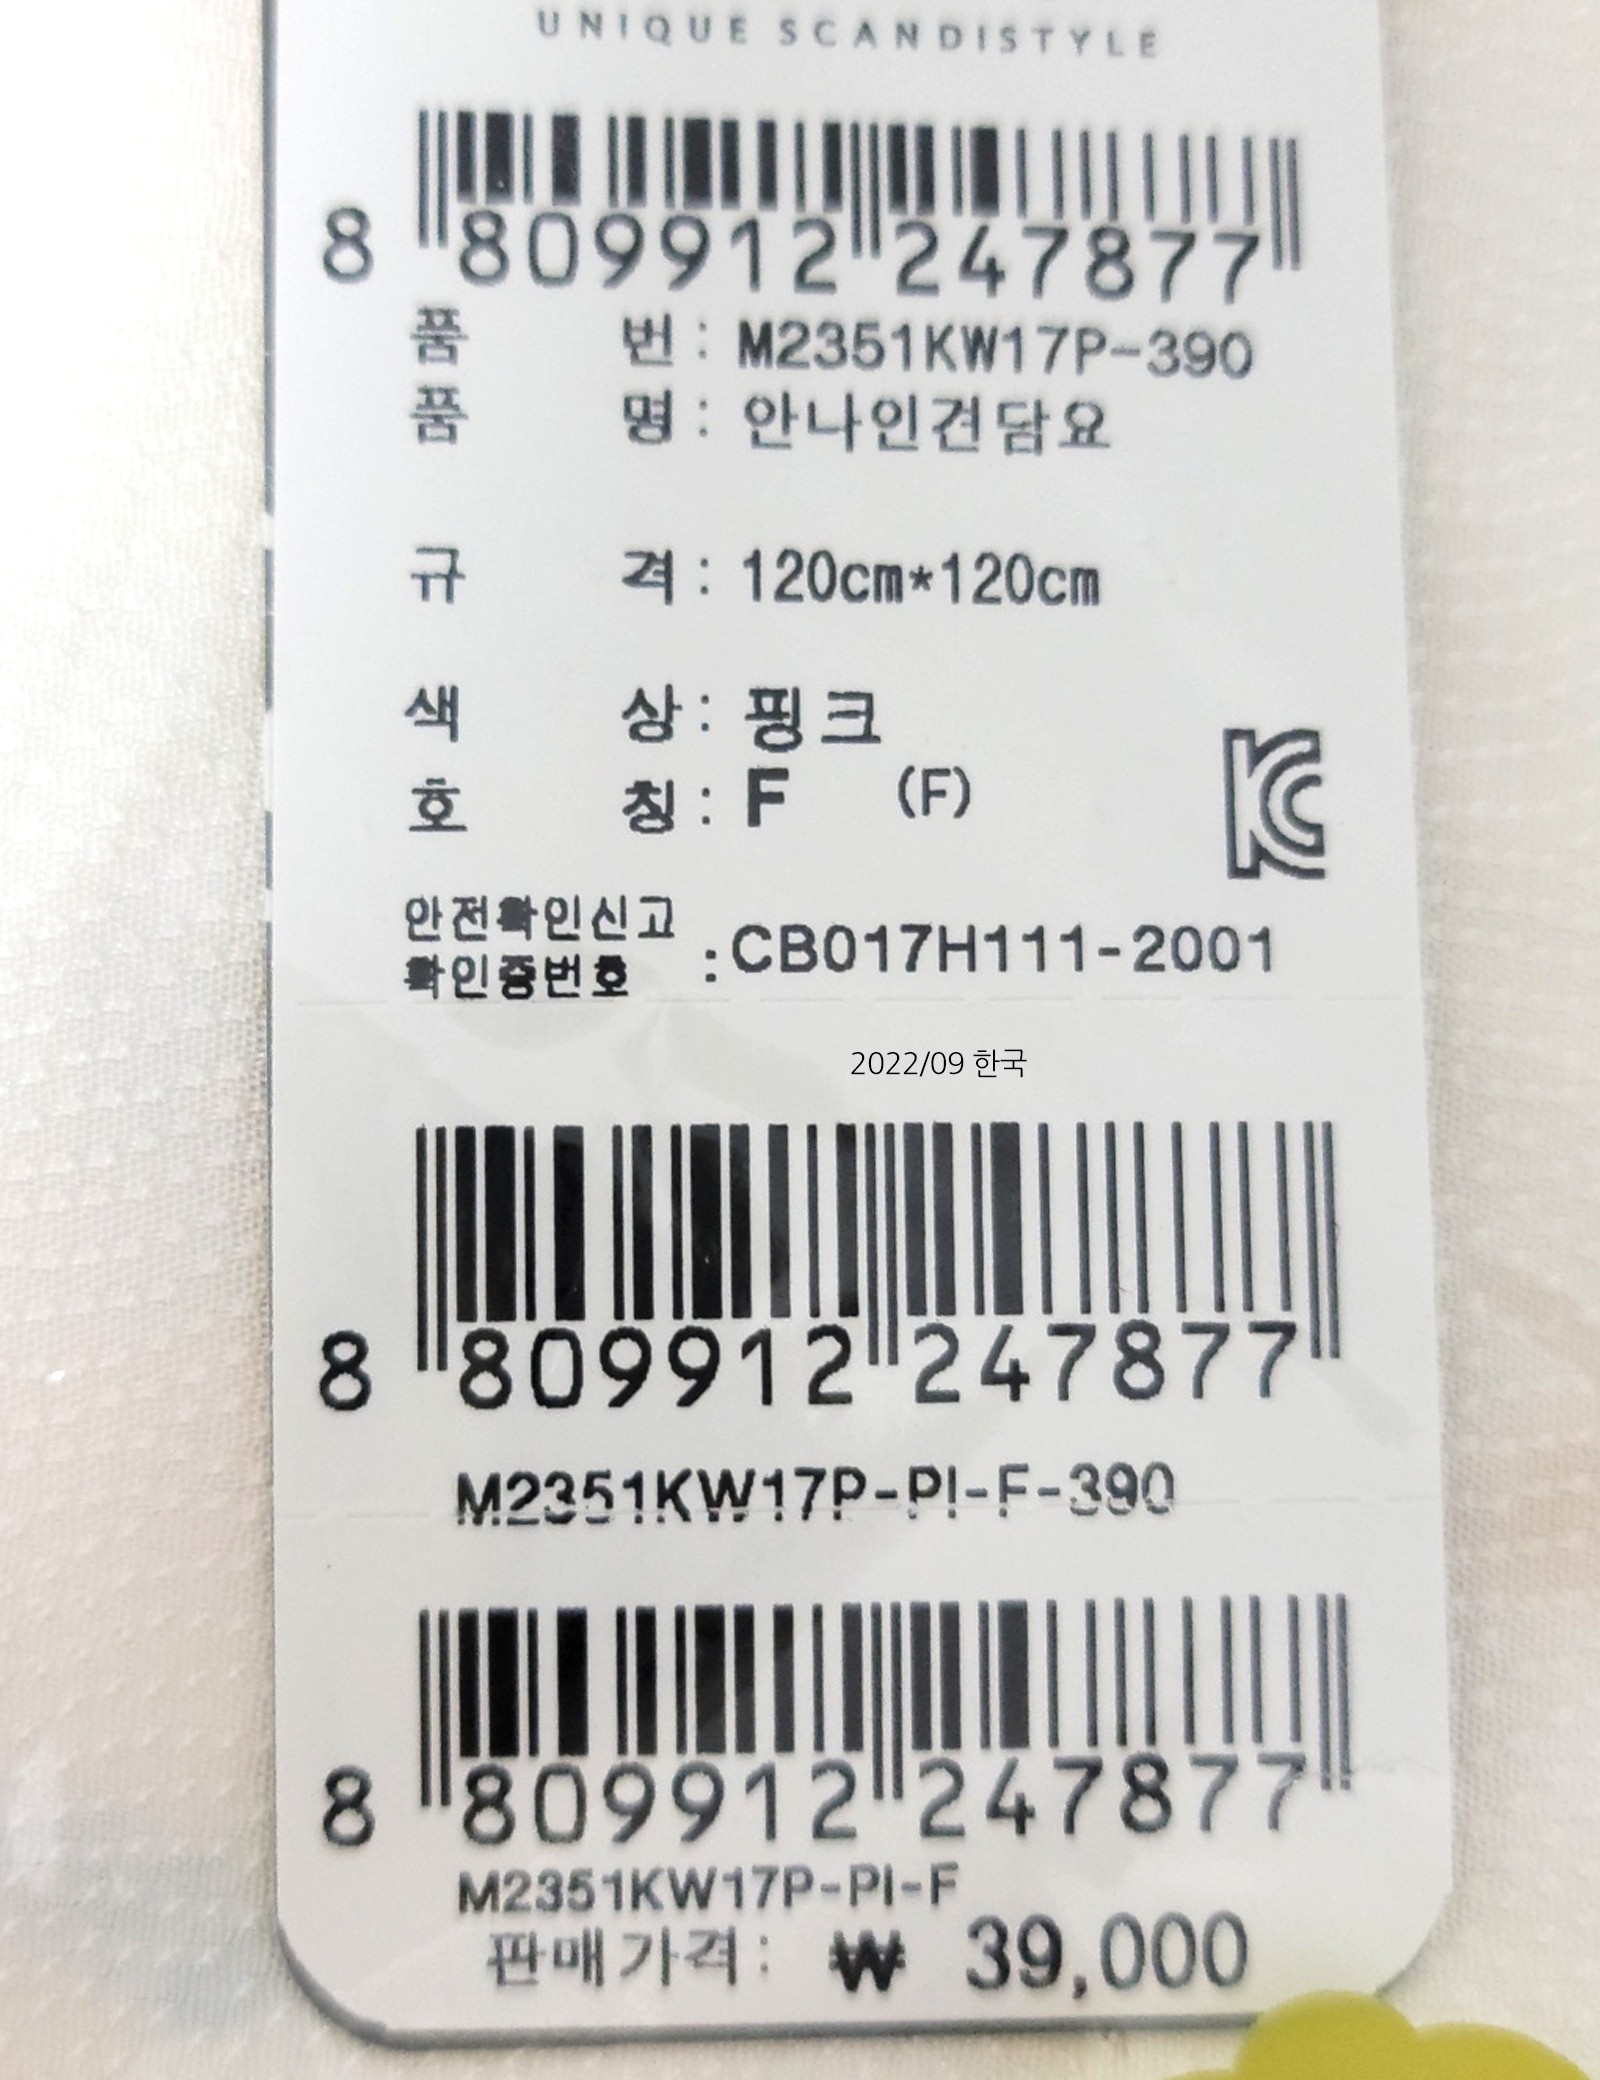 UNIQUE SCANDISTYLE
8 809912 247877
품 번 : M2351KW17P-390
품 명 : 안나인견담요
규 격 : 120cm*120cm
색 상 : 핑크
호 칭 : F (F)
안전확인신고
확인증번호 : CB017H111-2001
2022/09 한국
8 809912 247877
M2351KW17P-PI-F-390
8 809912 247877
M2351KW17P-PI-F
판매가격: ₩ 39,000